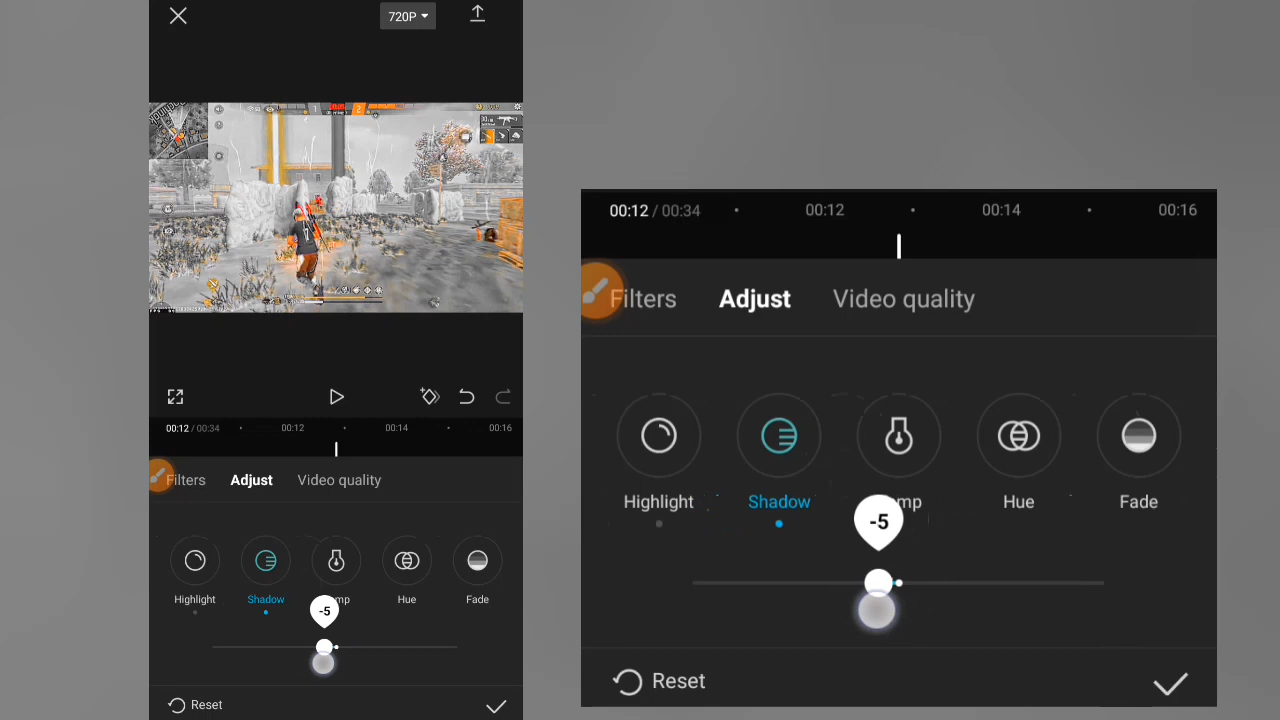 720P
00:12 / 00:34
00:12
00:14
00:16
Filters
Adjust
Video quality
Highlight
Shadow
mp
Hue
Fade
-5
Reset
00:12 / 00:34
00:12
00:14
00:16
Filters
Adjust
Video quality
Highlight
Shadow
mp
Hue
Fade
-5
Reset